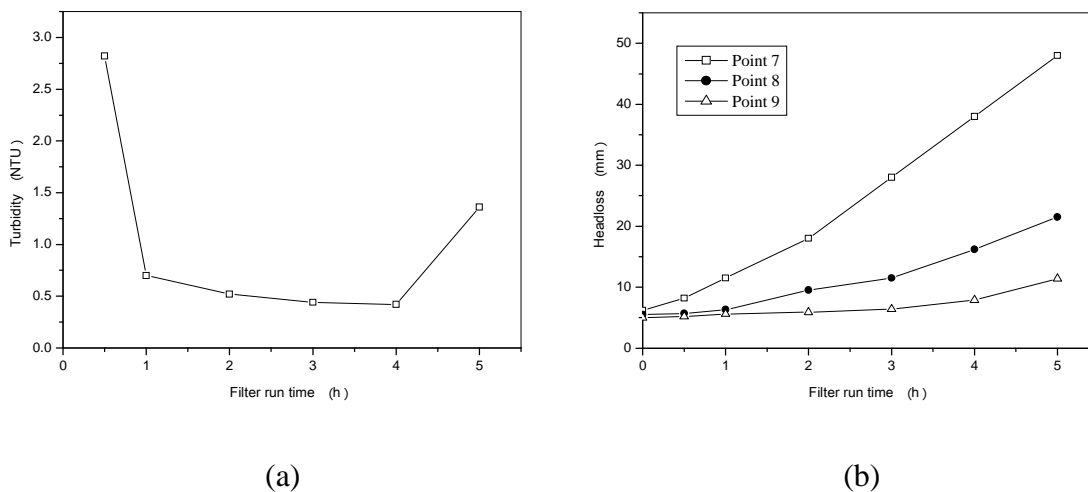 3.0
2.5
2.0
1.5
1.0
0.5
0.0
Turbidity (NTU)
0 1 2 3 4 5
Filter run time (h)
(a)
50
40
30
20
10
0
Headloss (mm)
Point 7
Point 8
Point 9
0 1 2 3 4 5
Filter run time (h)
(b)